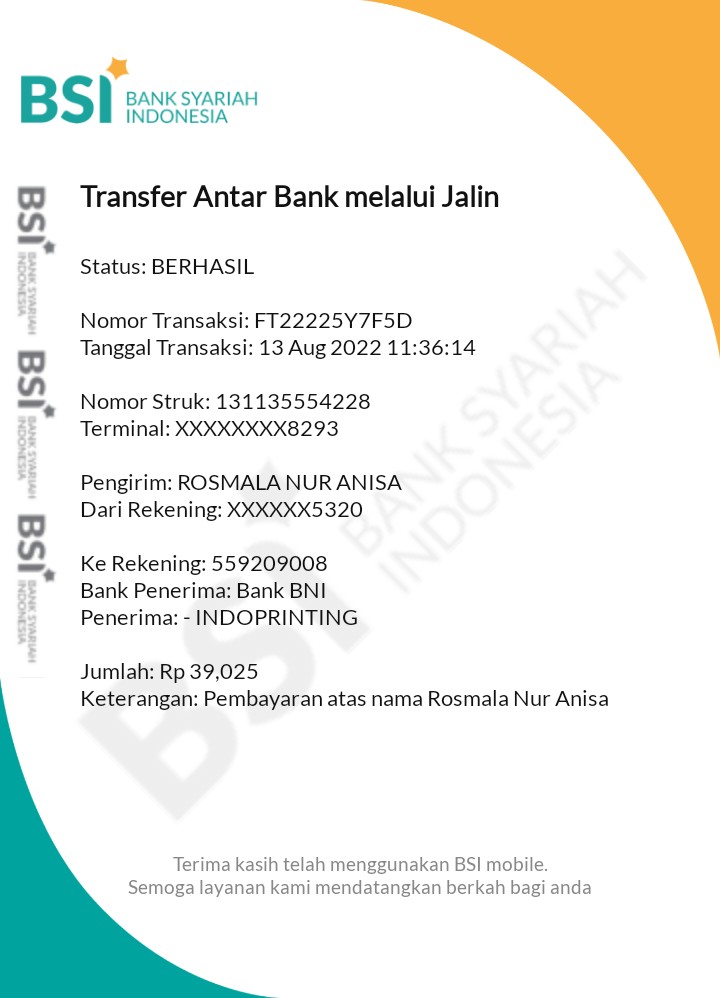 BSI BANK SYARIAH
INDONESIA
Transfer Antar Bank melalui Jalin
Status: BERHASIL
Nomor Transaksi: FT22225Y7F5D
Tanggal Transaksi: 13 Aug 2022 11:36:14
Nomor Struk: 131135554228
Terminal: XXXXXXXX8293
Pengirim: ROSMALA NUR ANISA
Dari Rekening: XXXXXX5320
Ke Rekening: 559209008
Bank Penerima: Bank BNI
Penerima: - INDOPRINTING
Jumlah: Rp 39,025
Keterangan: Pembayaran atas nama Rosmala Nur Anisa
Terima kasih telah menggunakan BSI mobile.
Semoga layanan kami mendatangkan berkah bagi anda
BSI BANK SYARIAH
INDONESIA
BSI BANK SYARIAH
INDONESIA
BSI BANK SYARIAH
INDONESIA
BSI BANK SYARIAH
INDONESIA